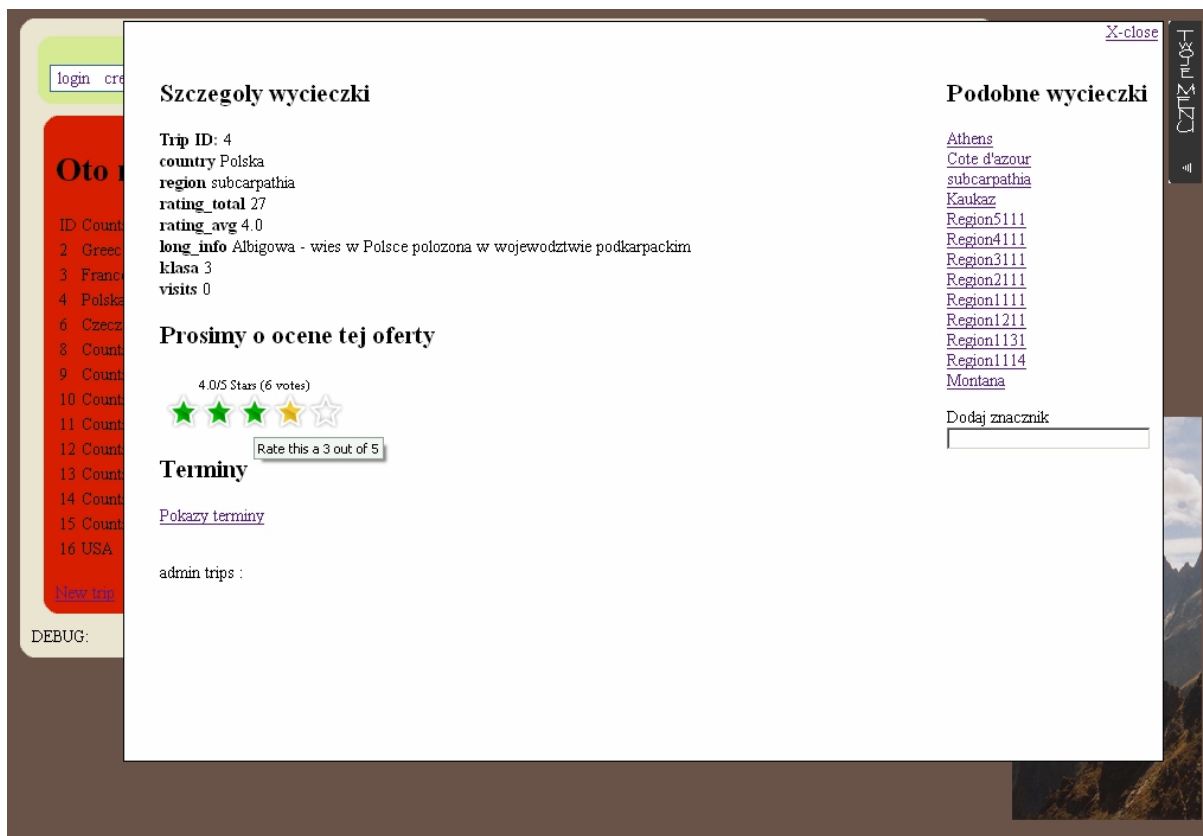 X-close
TWOJE MENU
login cre
Szczegoly wycieczki
Trip ID: 4
country Polska
region subcarpathia
rating_total 27
rating_avg 4.0
long_info Albigowa - wies w Polsce polozona w wojewodztwie podkarpackim
klasa 3
visits 0
Prosimy o ocene tej oferty
4.0/5 Stars (6 votes)
Rate this a 3 out of 5
Terminy
Pokazy terminy
admin trips :
Podobne wycieczki
Athens
Cote d'azour
subcarpathia
Kaukaz
Region5111
Region4111
Region3111
Region2111
Region1111
Region1211
Region1131
Region1114
Montana
Dodaj znacznik
Oto
ID Count
2 Greec
3 France
4 Polska
6 Czecz
8 Count
9 Count
10 Count
11 Count
12 Count
13 Count
14 Count
15 Count
16 USA
New trip
DEBUG: